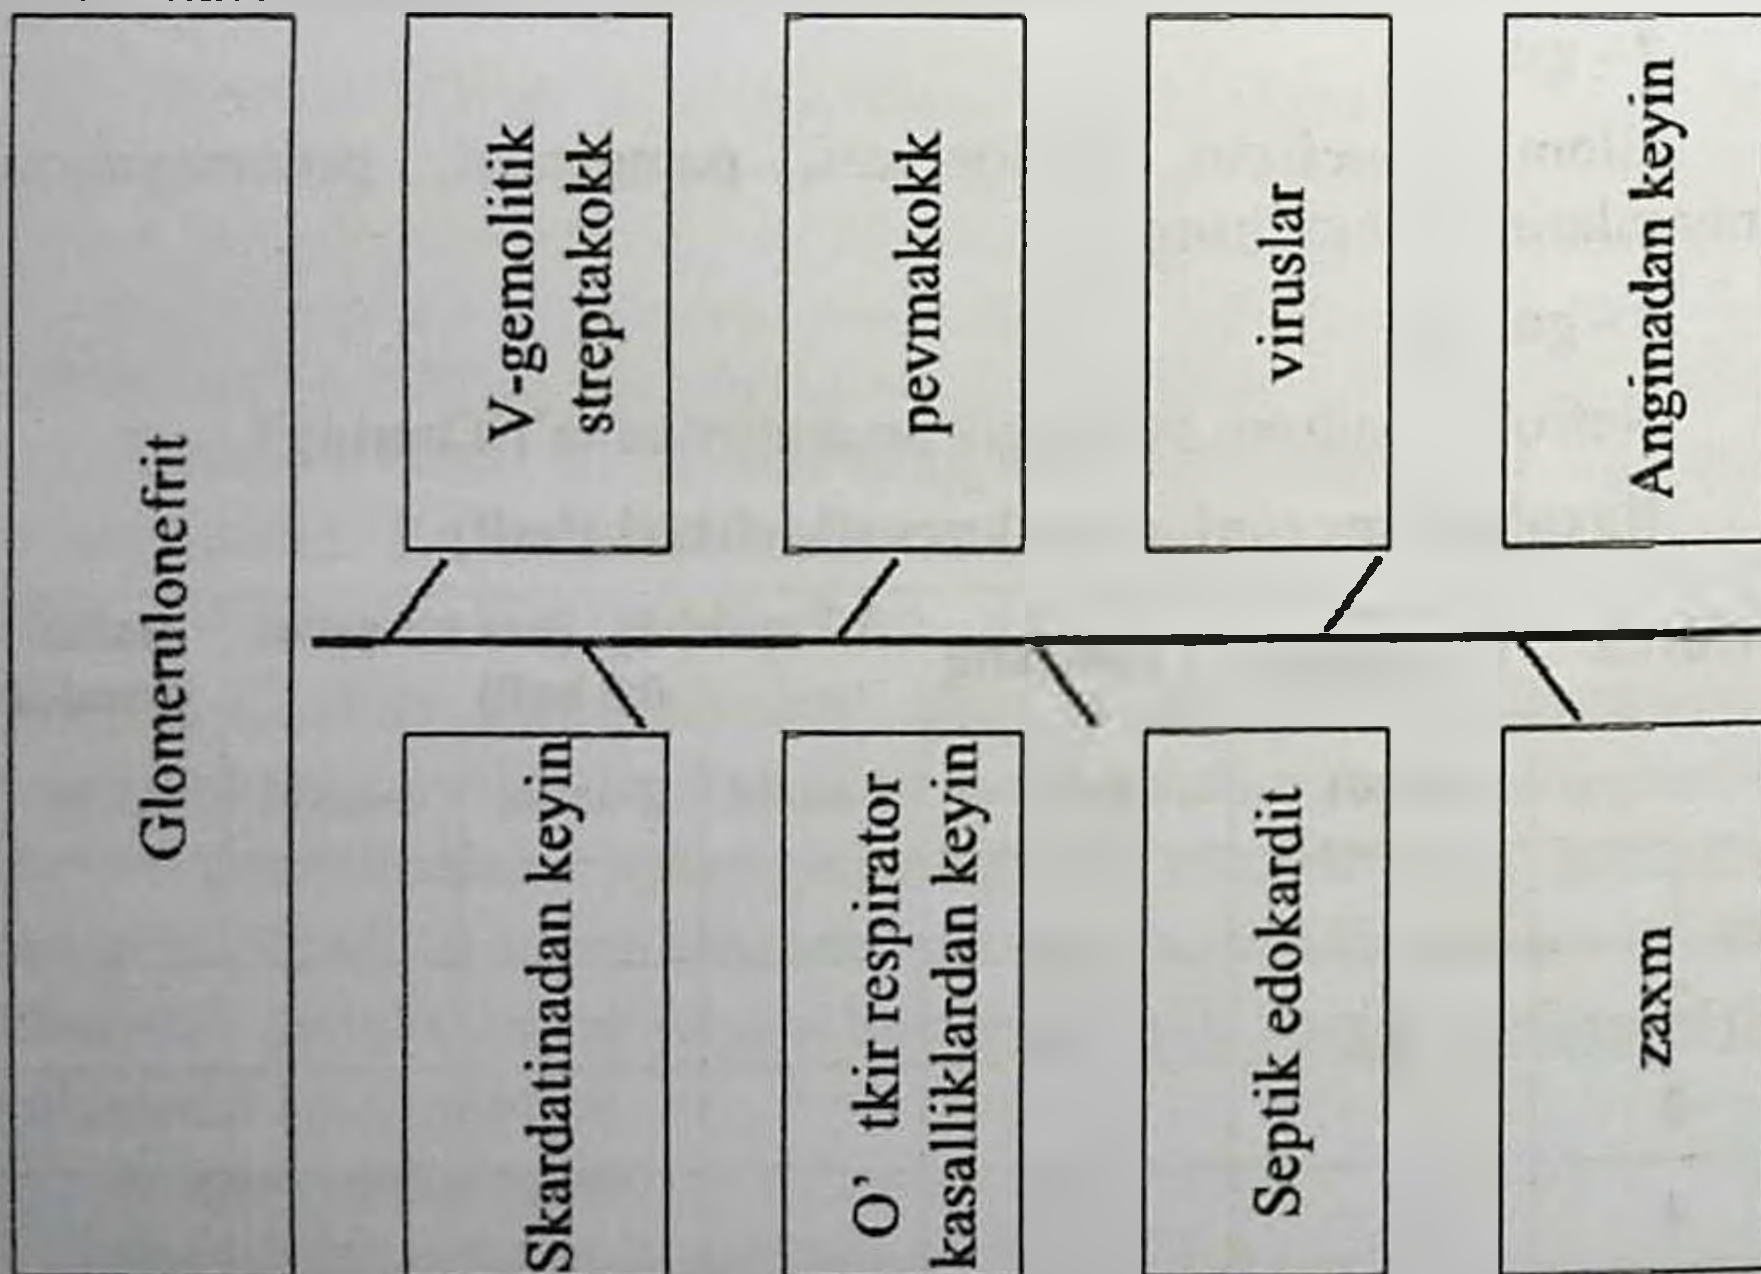 Glomerulonefrit
Skardatinadan keyin
V-gemolitik
streptakokk
O' tkir respirator
kasalliklardan keyin
pevmakokk
Septik edokardit
viruslar
zaxm
Anginadan keyin